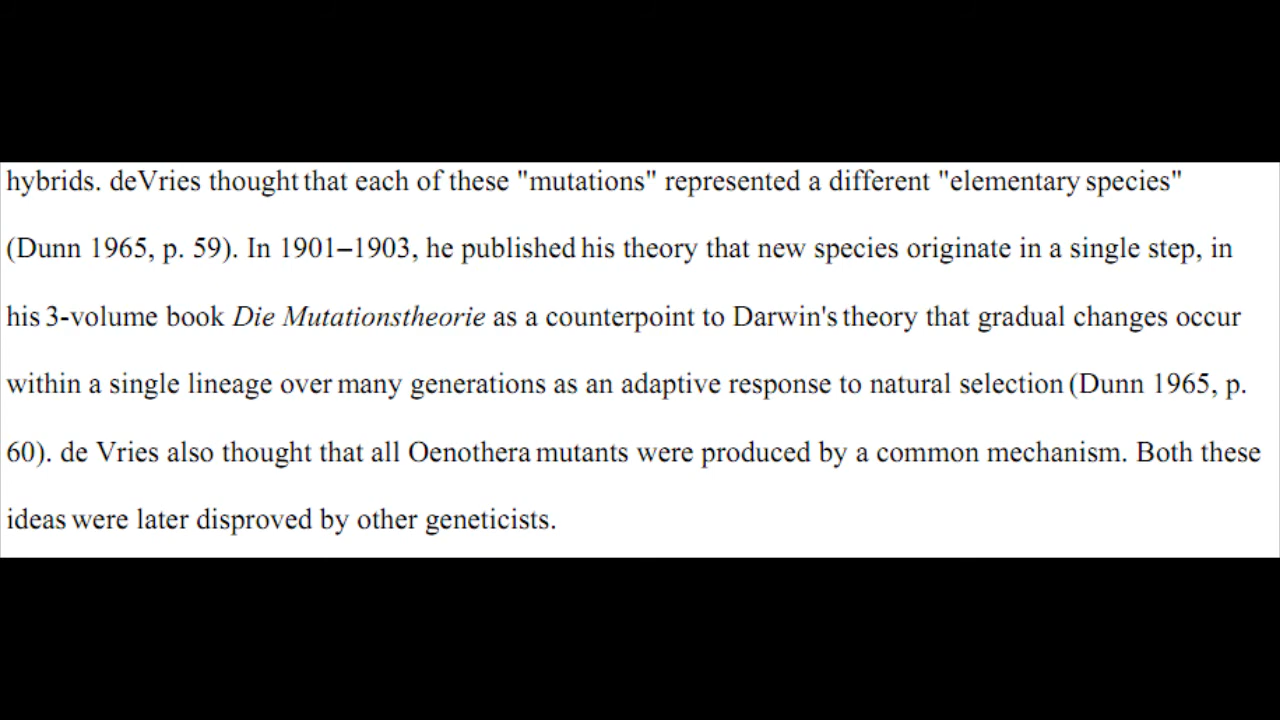 hybrids. deVries thought that each of these "mutations" represented a different "elementary species"
(Dunn 1965, p. 59). In 1901–1903, he published his theory that new species originate in a single step, in
his 3-volume book Die Mutationstheorie as a counterpoint to Darwin's theory that gradual changes occur
within a single lineage over many generations as an adaptive response to natural selection (Dunn 1965, p.
60). de Vries also thought that all Oenothera mutants were produced by a common mechanism. Both these
ideas were later disproved by other geneticists.